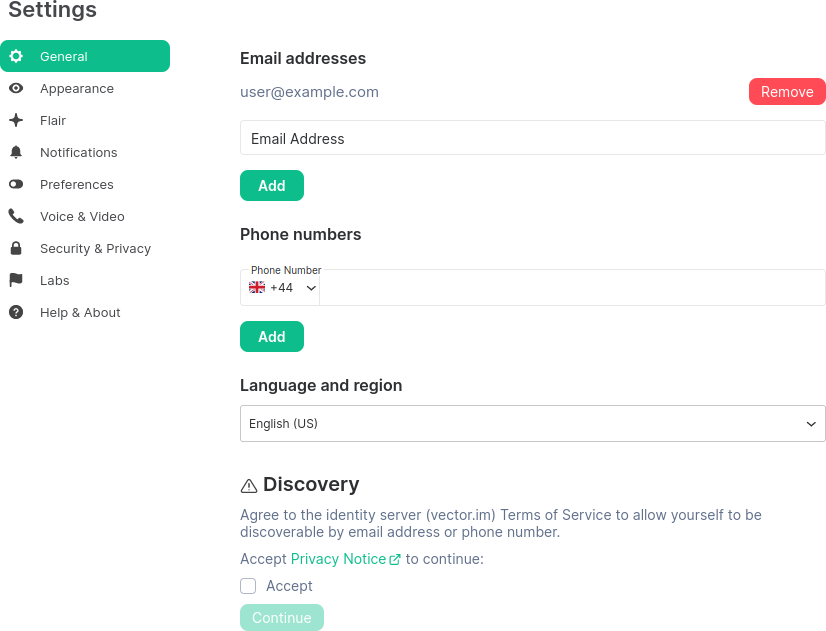 Settings
General
Appearance
Flair
Notifications
Preferences
Voice & Video
Security & Privacy
Labs
Help & About
Email addresses
user@example.com
Remove
Email Address
Add
Phone numbers
Phone Number
+44
Add
Language and region
English (US)
Discovery
Agree to the identity server (vector.im) Terms of Service to allow yourself to be
discoverable by email address or phone number.
Accept Privacy Notice to continue:
Accept
Continue